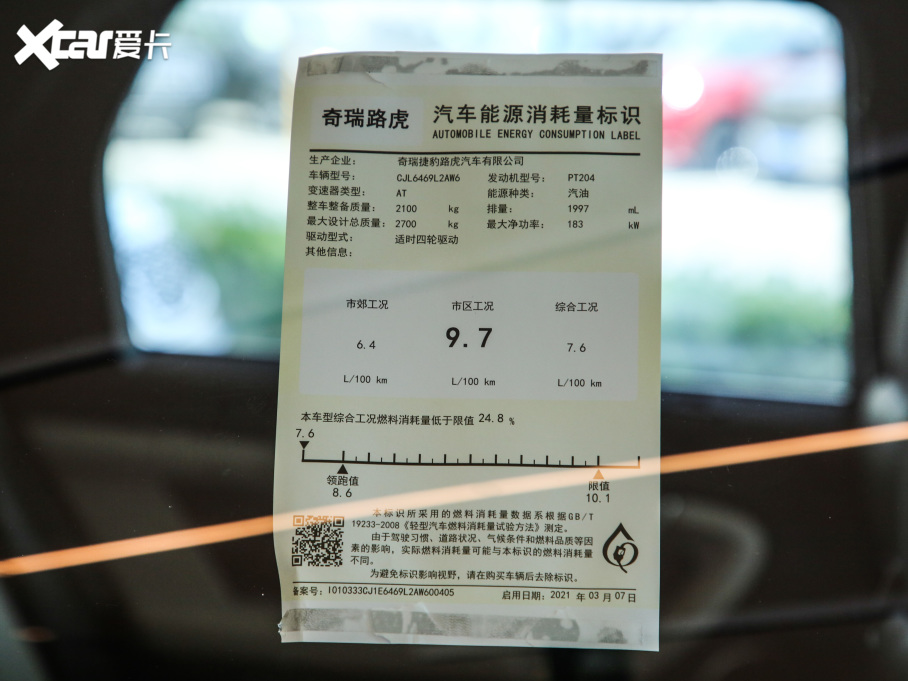 Xcar爱卡
奇瑞路虎
汽车能源消耗量标识
AUTOMOBILE ENERGY CONSUMPTION LABEL
生产企业： 奇瑞捷豹路虎汽车有限公司
车辆型号： CJL6469L2AW6 发动机型号： PT204
变速器类型： AT 能源种类： 汽油
整车整备质量： 2100 kg 排量： 1997 mL
最大设计总质量： 2700 kg 最大净功率： 183 kW
驱动型式： 适时四轮驱动
其他信息：
市郊工况 市区工况 综合工况
6.4 9.7 7.6
L/100 km L/100 km L/100 km
本车型综合工况燃料消耗量低于限值 24.8 %
7.6
领跑值 限值
8.6 10.1
本标识所采用的燃料消耗量数据系根据GB/T
19233-2008《轻型汽车燃料消耗量试验方法》测定。
由于驾驶习惯、道路状况、气候条件和燃料品质等因
素的影响，实际燃料消耗量可能与本标识的燃料消耗量
不同。
为避免标识影响视野，请在购买车辆后去除标识。
备案号：I010333CJ1E6469L2AW600405 启用日期：2021 年 03 月 07 日